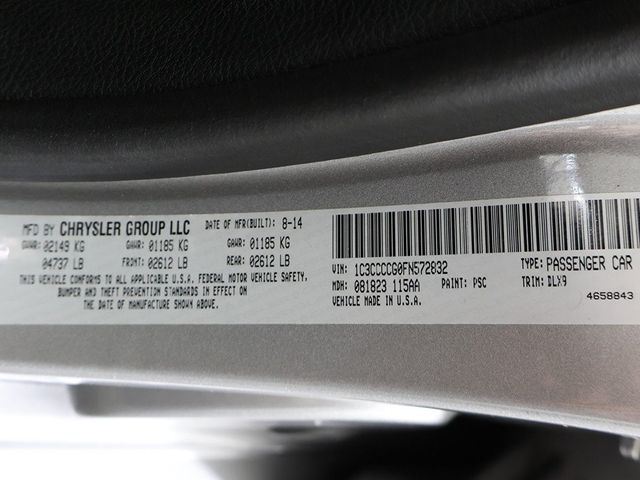 MFD BY CHRYSLER GROUP LLC DATE OF MFR(BUILT): 8-14
GVWR: 02149 KG GAWR: 01185 KG GAWR: 01185 KG
04737 LB FRONT: 02612 LB REAR: 02612 LB
THIS VEHICLE CONFORMS TO ALL APPLICABLE U.S.A. FEDERAL MOTOR VEHICLE SAFETY,
BUMPER AND THEFT PREVENTION STANDARDS IN EFFECT ON
THE DATE OF MANUFACTURE SHOWN ABOVE.
VIN: 1C3CCCCG0FN572832 TYPE: PASSENGER CAR
MDH: 081823 115AA PAINT: PSC TRIM: DLX9
VEHICLE MADE IN U.S.A. 4658843